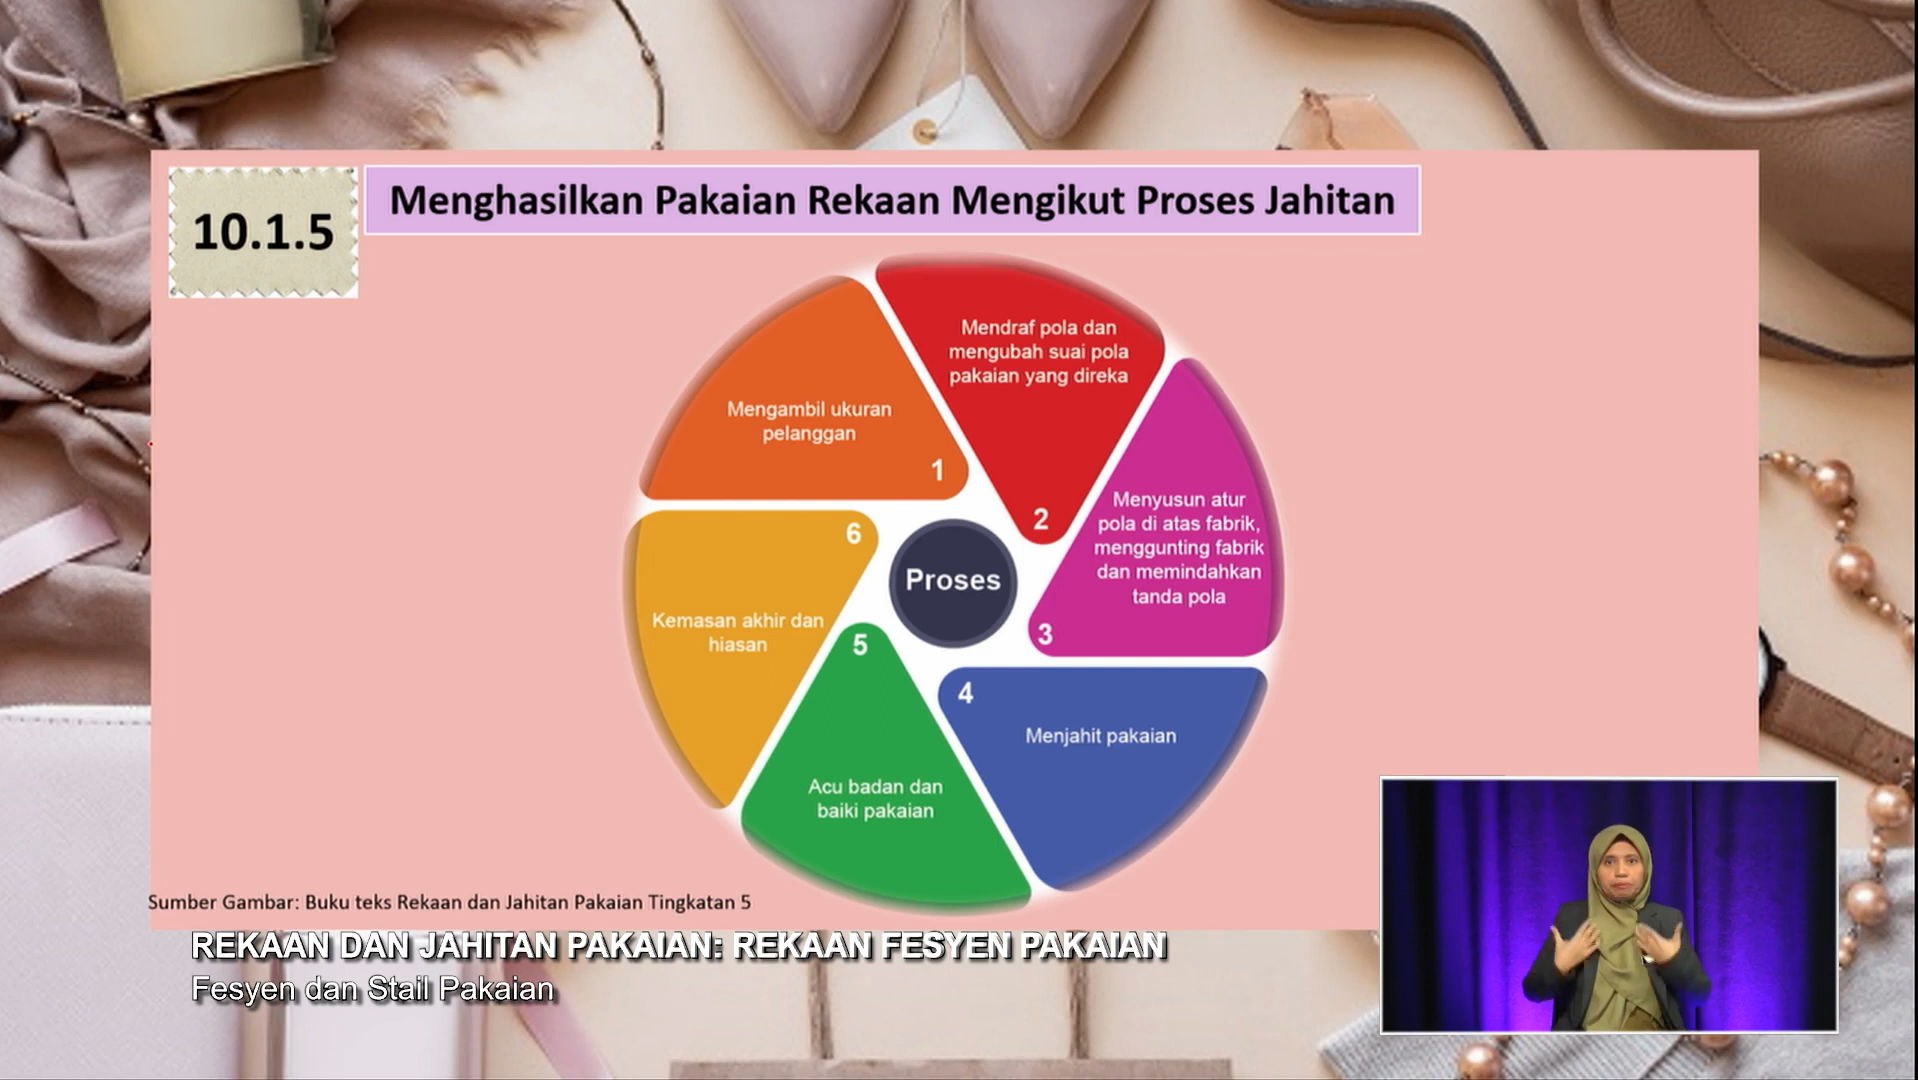 10.1.5
Menghasilkan Pakaian Rekaan Mengikut Proses Jahitan
Mengambil ukuran
pelanggan
1
Mendraf pola dan
mengubah suai pola
pakaian yang direka
2
Menyusun atur
pola di atas fabrik,
menggunting fabrik
dan memindahkan
tanda pola
3
4
Menjahit pakaian
5
Acu badan dan
baiki pakaian
6
Kemasan akhir dan
hiasan
Proses
Sumber Gambar: Buku teks Rekaan dan Jahitan Pakaian Tingkatan 5
REKAAN DAN JAHITAN PAKAIAN: REKAAN FESYEN PAKAIAN
Fesyen dan Stail Pakaian